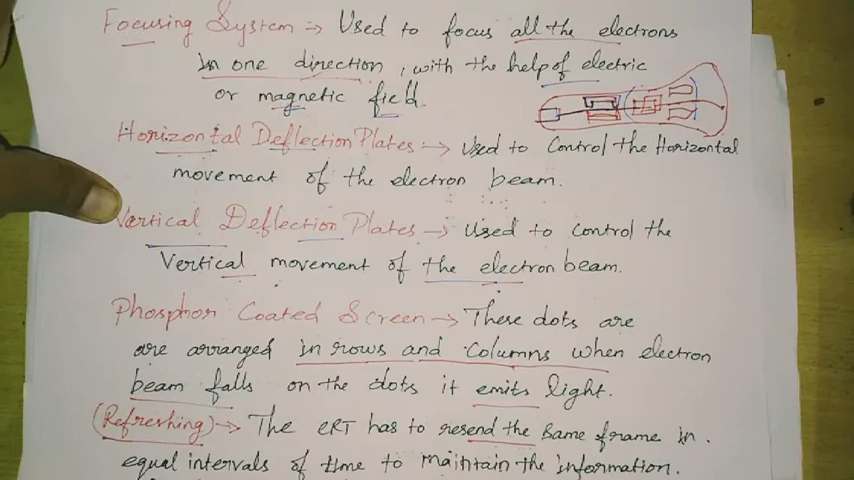 Focusing System → Used to focus all the electrons
in one direction, with the help of electric
or magnetic field.
Horizontal Deflection Plates → Used to Control the Horizontal
movement of the electron beam.
Vertical Deflection Plates → Used to control the
Vertical movement of the electron beam.
Phosphor Coated Screen → These dots are
are arranged in rows and Columns when electron
beam falls on the dots it emits light.
(Refreshing) → The CRT has to resend the Same frame in
equal intervals of time to maintain the information.